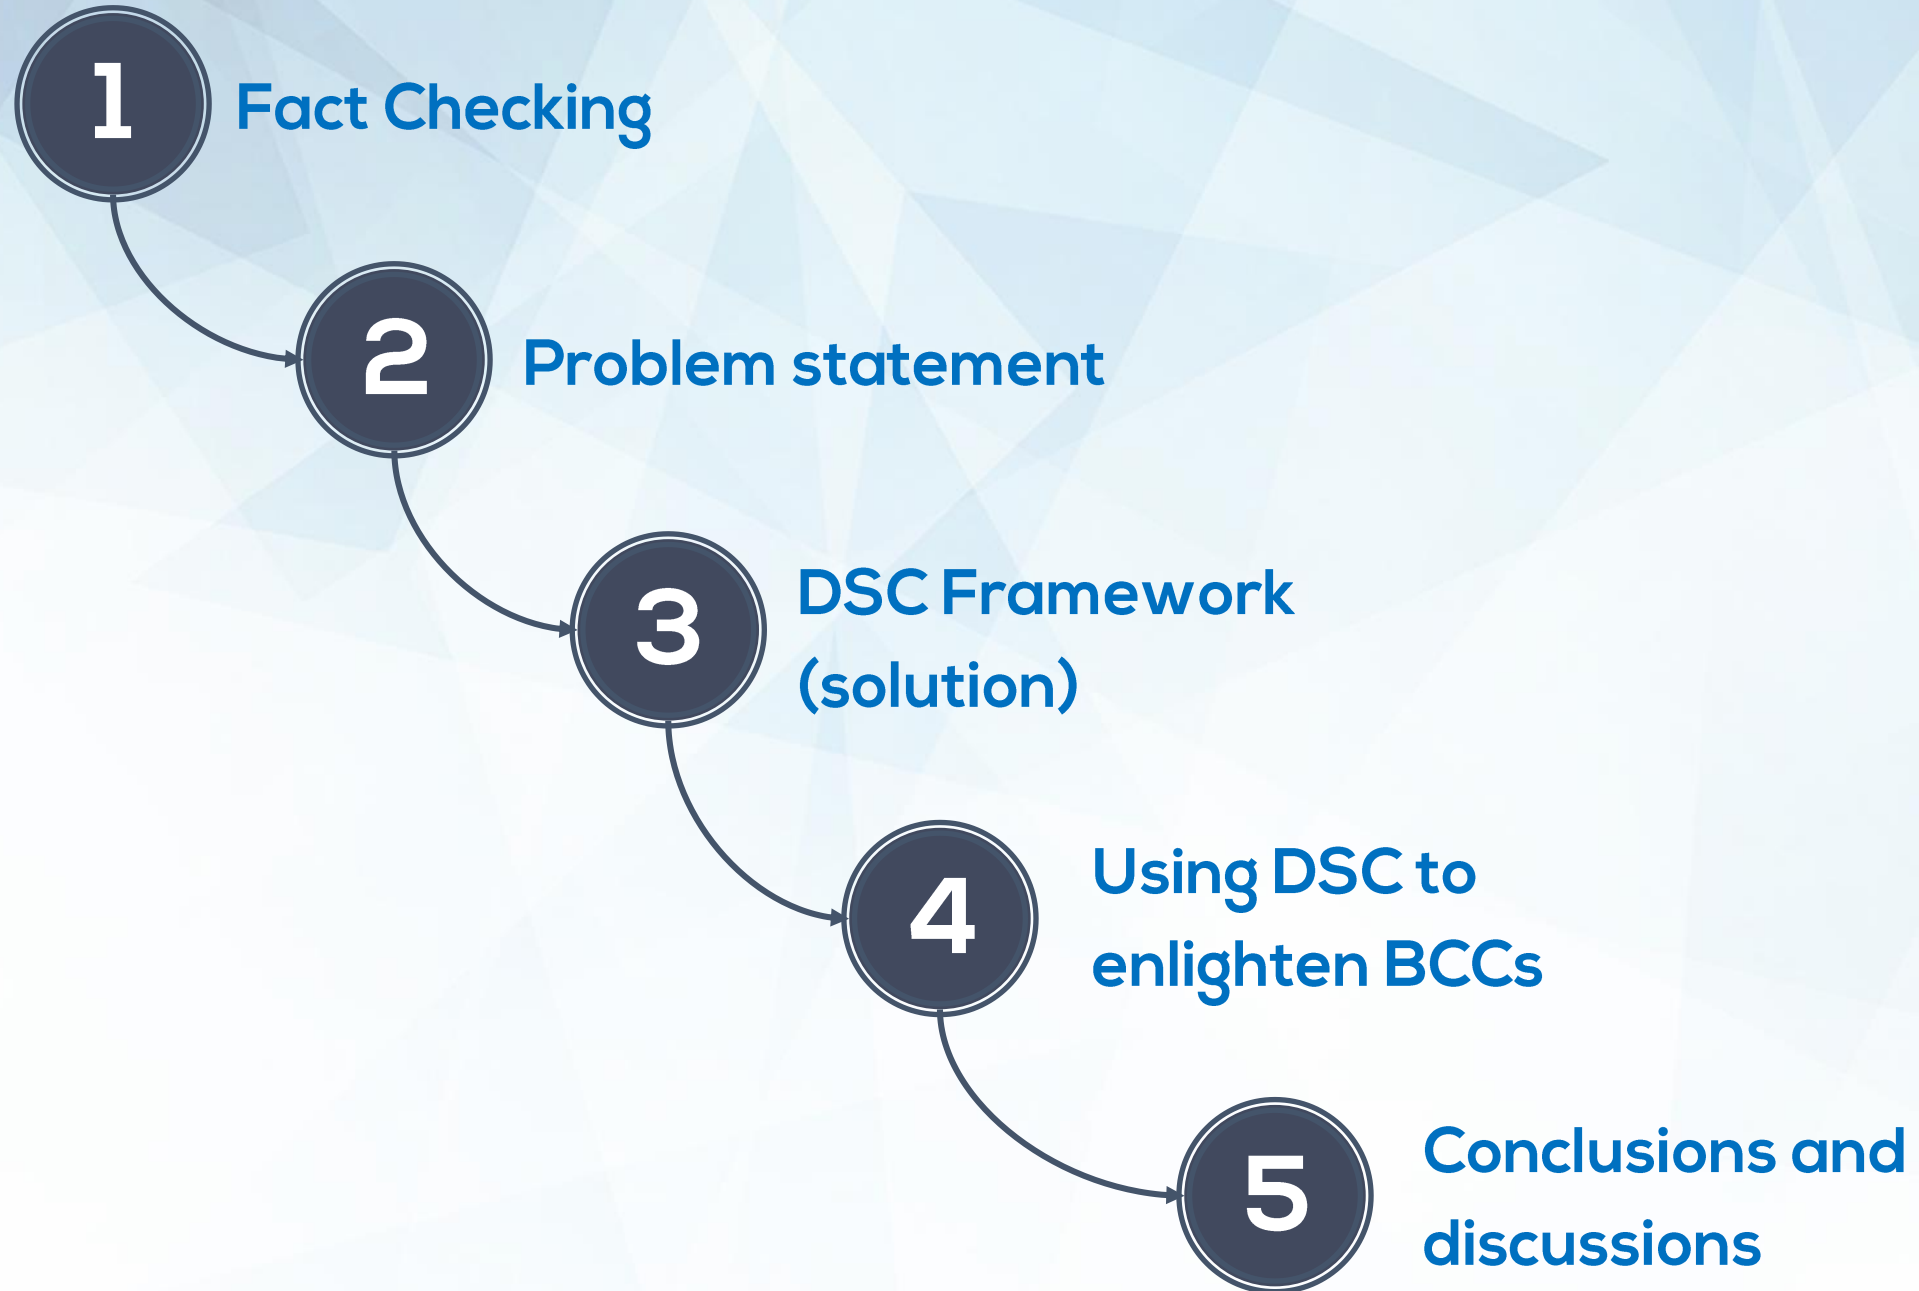 1
Fact Checking
2
Problem statement
3
DSC Framework
(solution)
4
Using DSC to
enlighten BCCs
5
Conclusions and
discussions